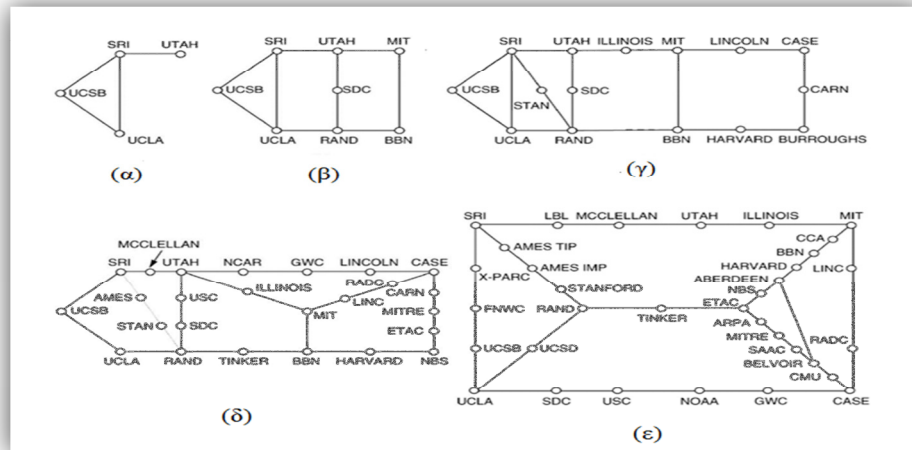 SRI UTAH
UCSB
UCLA
(α)
SRI UTAH MIT
UCSB SDC
UCLA RAND BBN
(β)
SRI UTAH ILLINOIS MIT LINCOLN CASE
UCSB STAN SDC CARN
UCLA RAND BBN HARVARD BURROUGHS
(γ)
MCCLELLAN
SRI UTAH NCAR GWC LINCOLN CASE
RADC
AMES USC ILLINOIS LINC CARN
UCSB MIT MITRE
STAN SDC ETAC
UCLA RAND TINKER BBN HARVARD NBS
(δ)
SRI LBL MCCLELLAN UTAH ILLINOIS MIT
CCA
AMES TIP BBN
X-PARC AMES IMP HARVARD LINC
ABERDEEN
STANFORD NBS
FNWC RAND ETAC
TINKER ARPA
MITRE RADC
UCSB UCSD SAAC
BELVOIR
CMU
UCLA SDC USC NOAA GWC CASE
(ε)